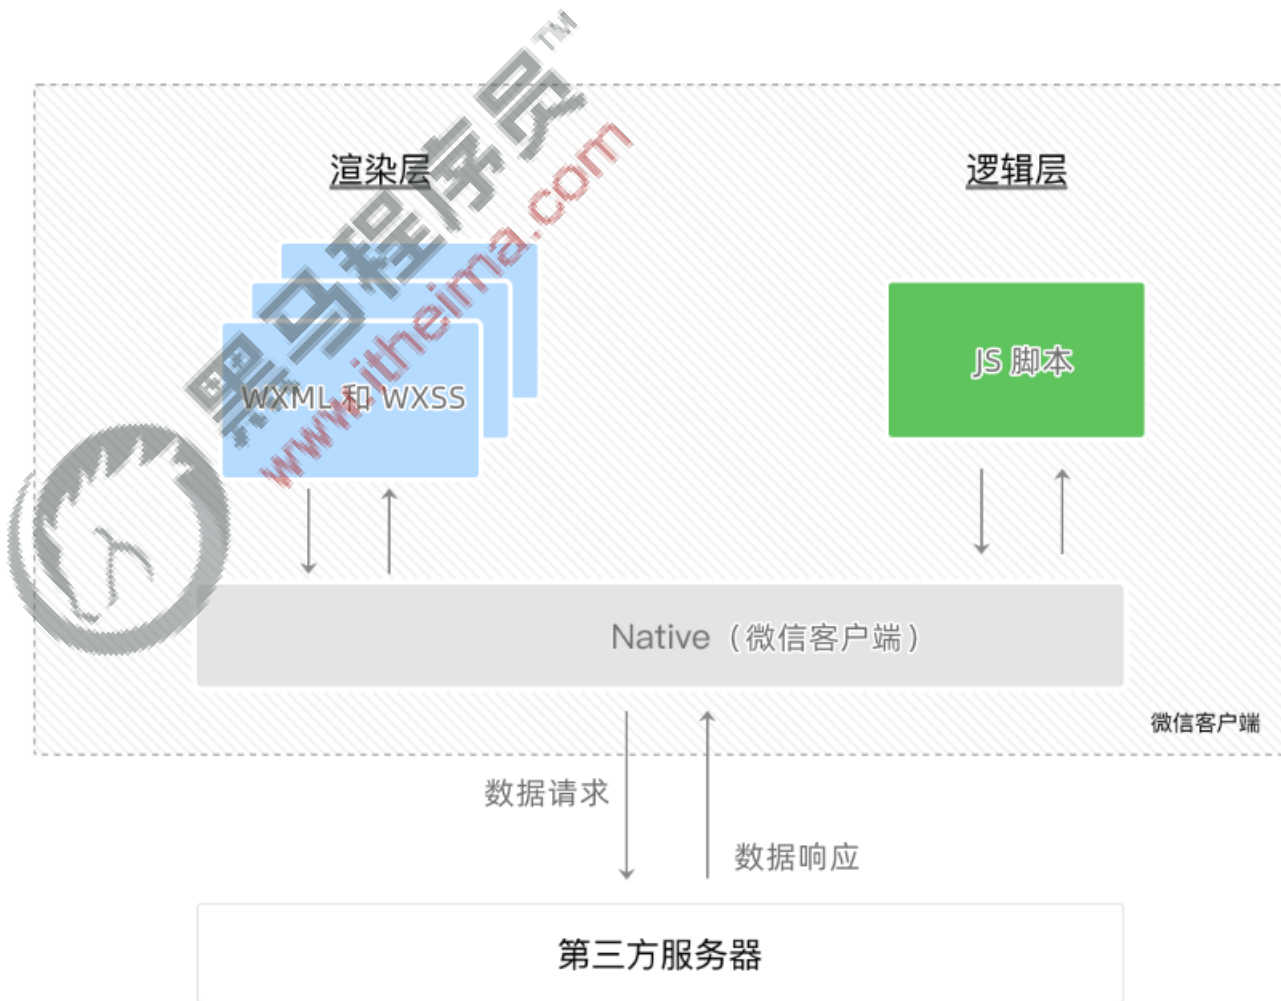 渲染层
逻辑层
黑马程序员™
www.itheima.com
WXML 和 WXSS
JS 脚本
Native（微信客户端）
微信客户端
数据请求
数据响应
第三方服务器